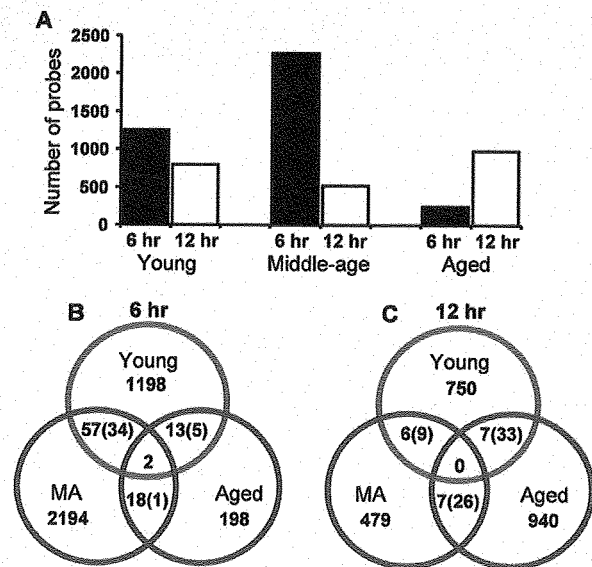 A
Number of probes
2500
2000
1500
1000
500
0
6 hr 12 hr 6 hr 12 hr 6 hr 12 hr
Young Middle-age Aged
B 6 hr
Young
1198
57(34) 13(5)
2
MA
2194
18(1)
Aged
198
C 12 hr
Young
750
6(9) 7(33)
0
MA
479
7(26)
Aged
940